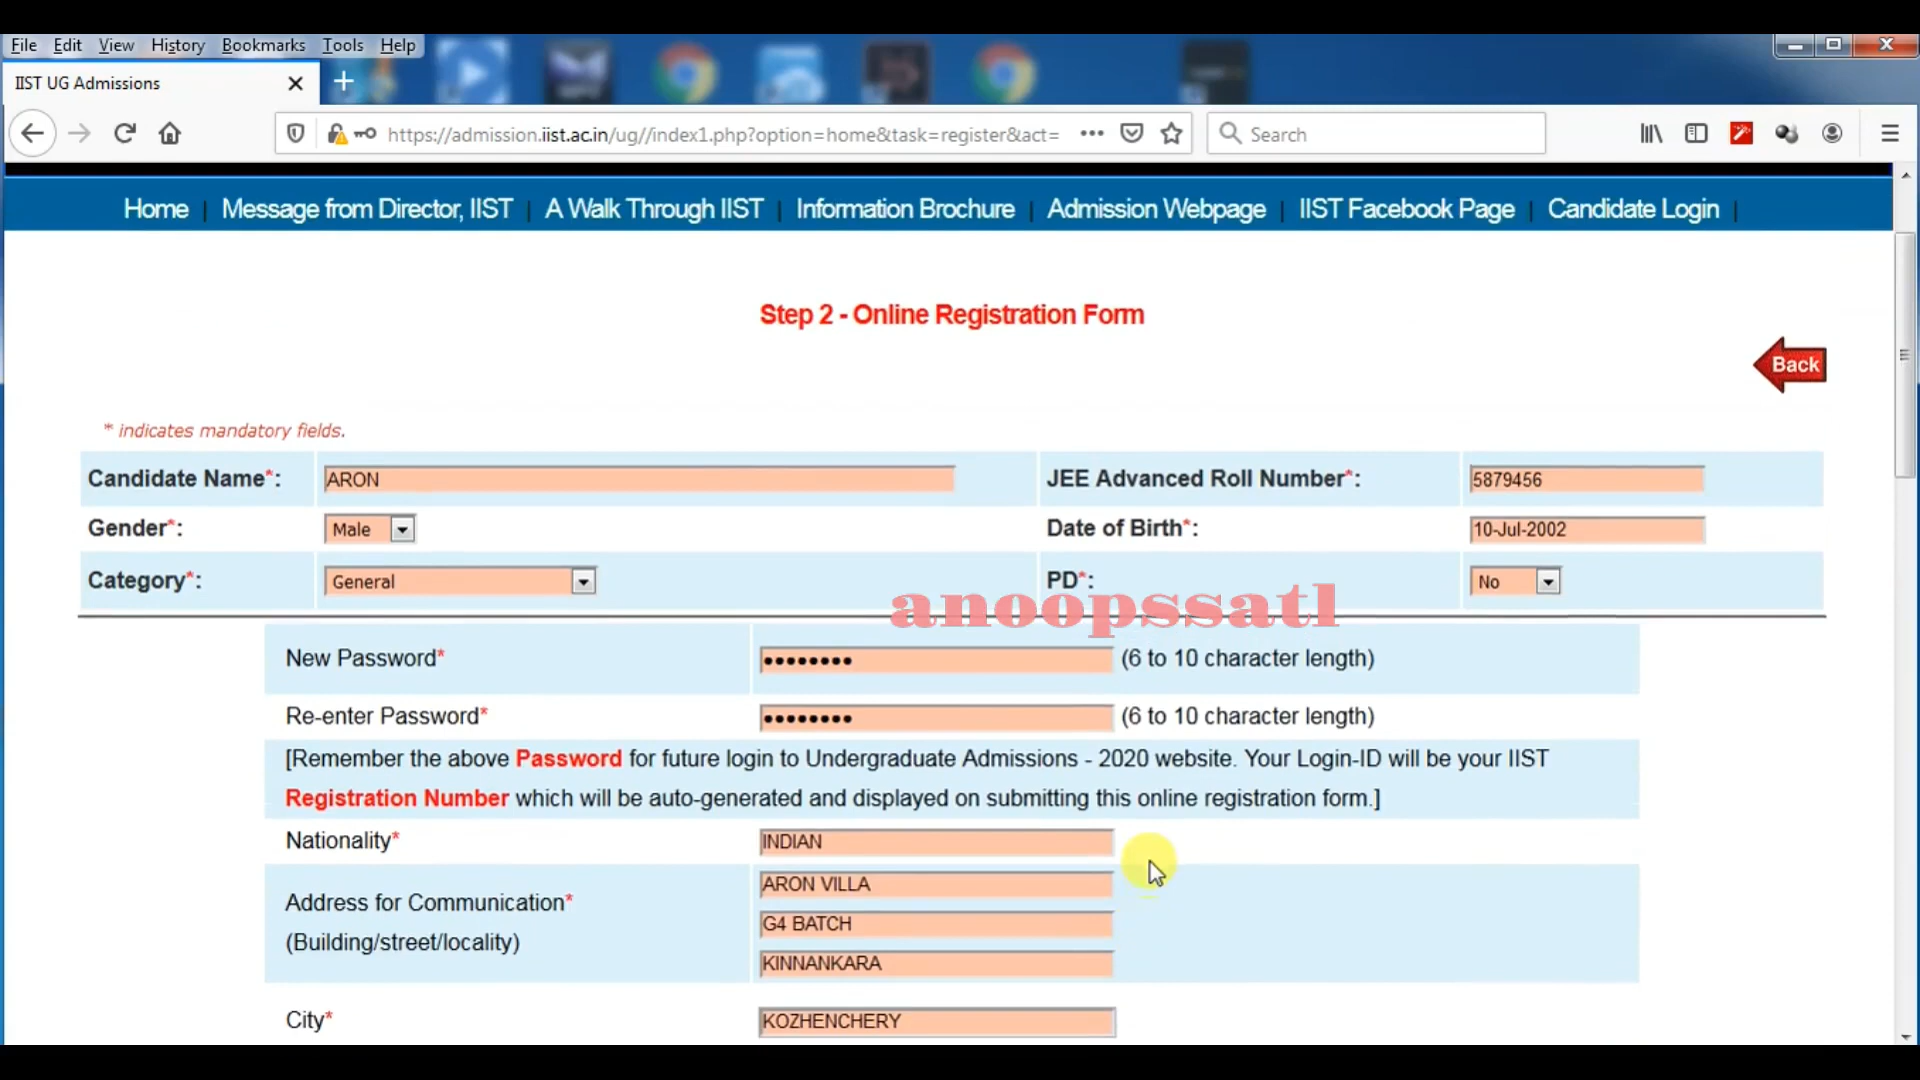 File Edit View History Bookmarks Tools Help
IIST UG Admissions
https://admission.iist.ac.in/ug//index1.php?option=home&task=register&act=
Search
Home | Message from Director, IIST | A Walk Through IIST | Information Brochure | Admission Webpage | IIST Facebook Page | Candidate Login |
Step 2 - Online Registration Form
Back
* indicates mandatory fields.
Candidate Name*: ARON JEE Advanced Roll Number*: 5879456
Gender*: Male Date of Birth*: 10-Jul-2002
Category*: General PD*: No
anoopssatl
New Password* •••••••• (6 to 10 character length)
Re-enter Password* •••••••• (6 to 10 character length)
[Remember the above Password for future login to Undergraduate Admissions - 2020 website. Your Login-ID will be your IIST
Registration Number which will be auto-generated and displayed on submitting this online registration form.]
Nationality* INDIAN
Address for Communication*
(Building/street/locality)
ARON VILLA
G4 BATCH
KINNANKARA
City* KOZHENCHERY